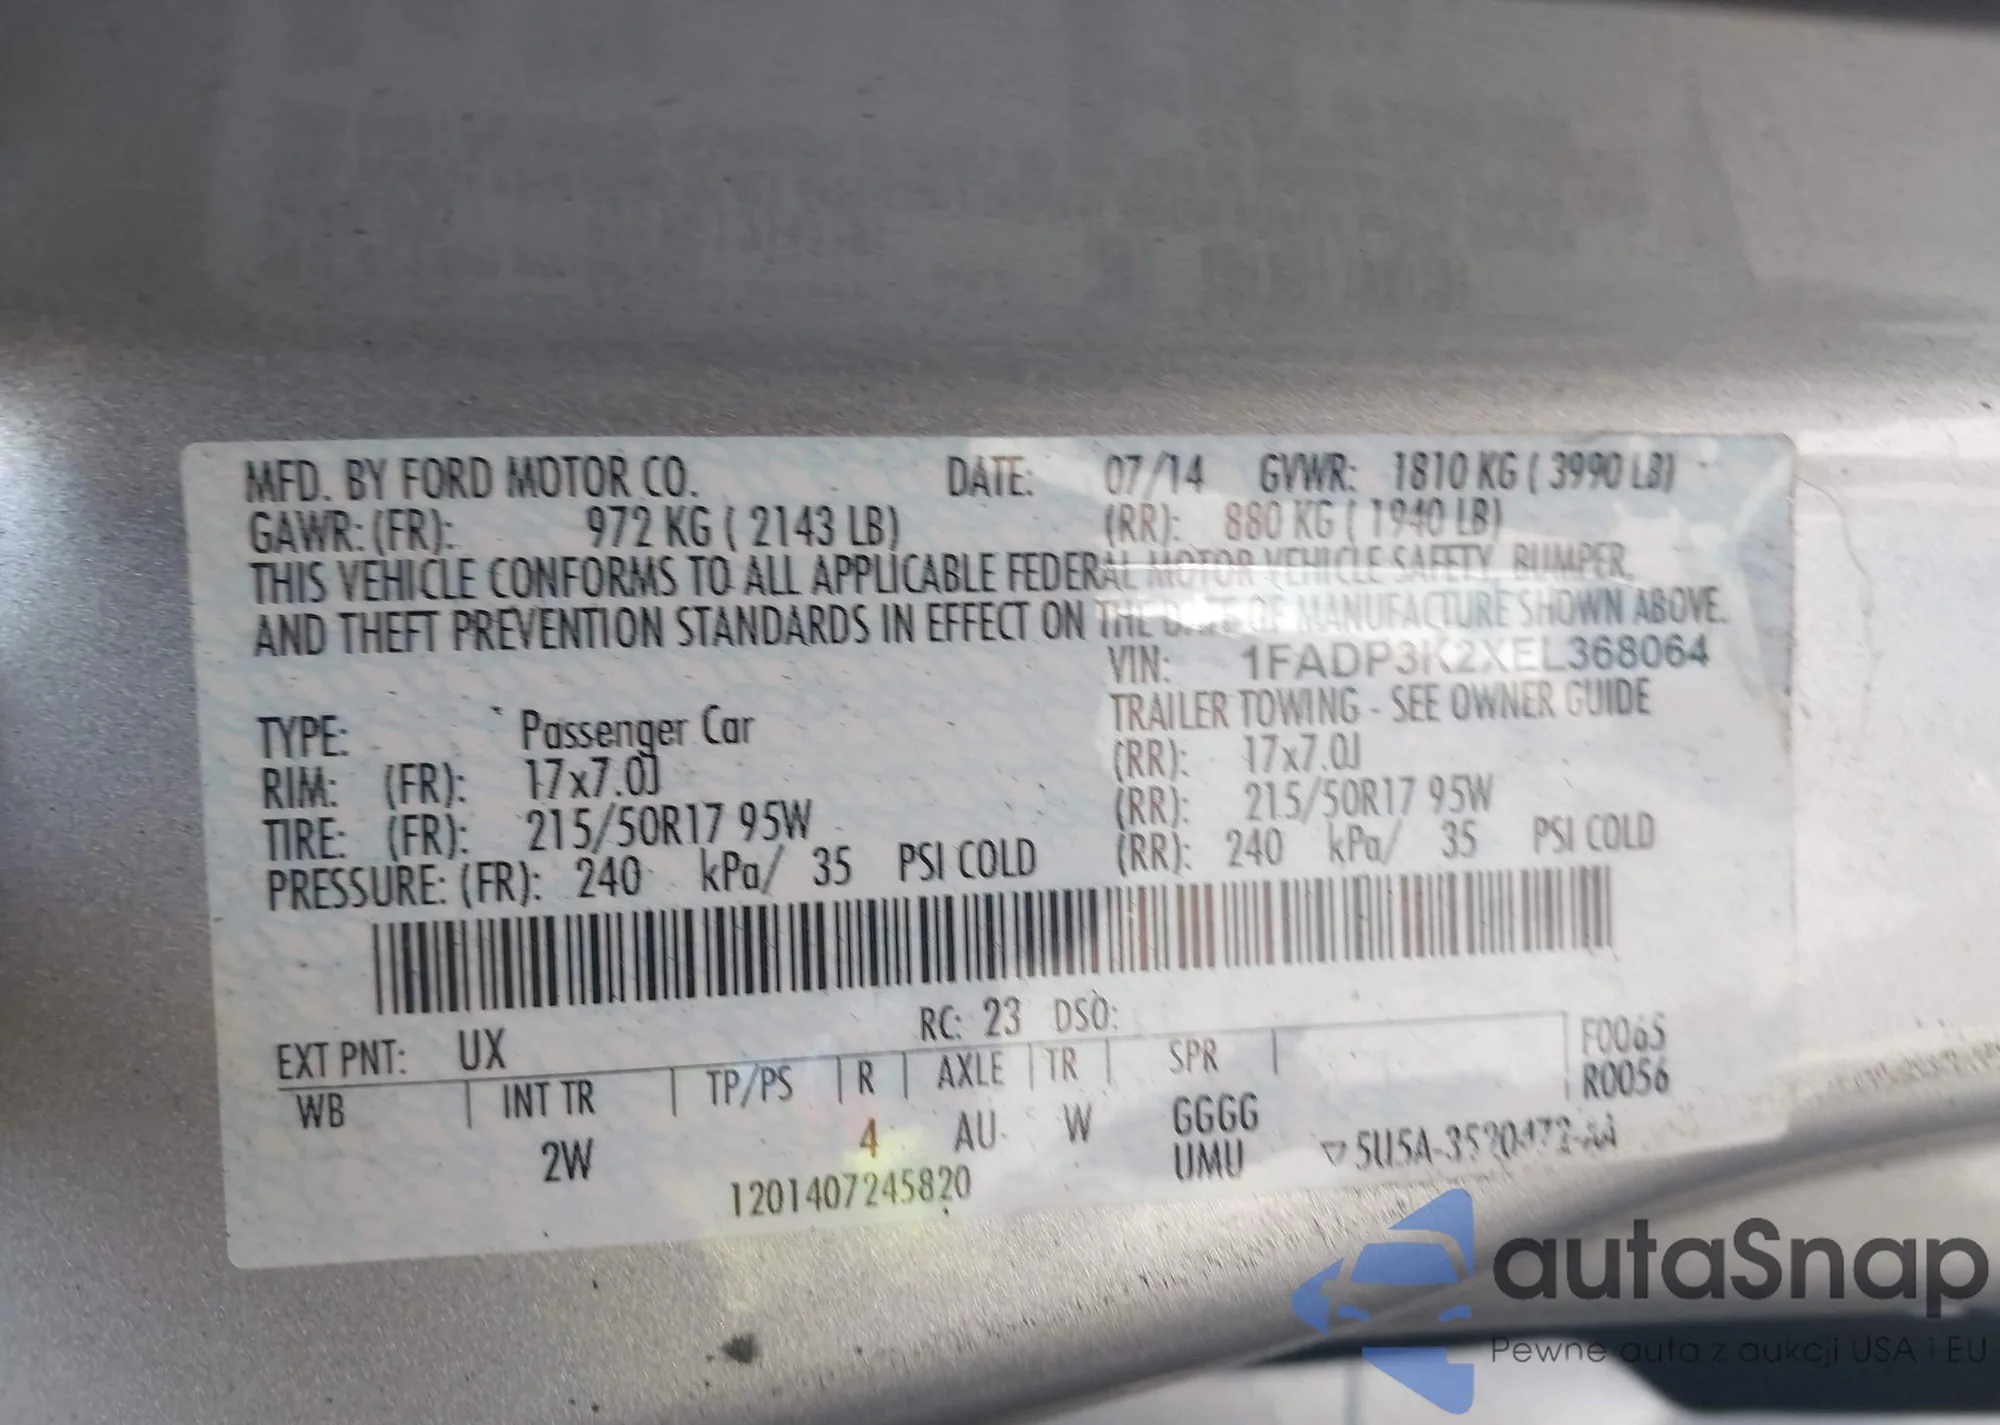 MFD. BY FORD MOTOR CO. DATE: 07/14 GVWR: 1810 KG ( 3990 LB)
GAWR: (FR): 972 KG ( 2143 LB) (RR): 880 KG ( 1940 LB)
THIS VEHICLE CONFORMS TO ALL APPLICABLE FEDERAL MOTOR VEHICLE SAFETY, BUMPER,
AND THEFT PREVENTION STANDARDS IN EFFECT ON THE DATE OF MANUFACTURE SHOWN ABOVE.
VIN: 1FADP3K2XEL368064
TYPE: Passenger Car TRAILER TOWING - SEE OWNER GUIDE
RIM: (FR): 17x7.0J (RR): 17x7.0J
TIRE: (FR): 215/50R17 95W (RR): 215/50R17 95W
PRESSURE: (FR): 240 kPa/ 35 PSI COLD (RR): 240 kPa/ 35 PSI COLD
RC: 23 DSO:
EXT PNT: UX F0065
WB | INT TR | TP/PS | R | AXLE | TR | SPR | R0056
2W 4 AU W GGGG
1201407245820 UMU
autaSnap
Pewne auta z aukcji USA i EU